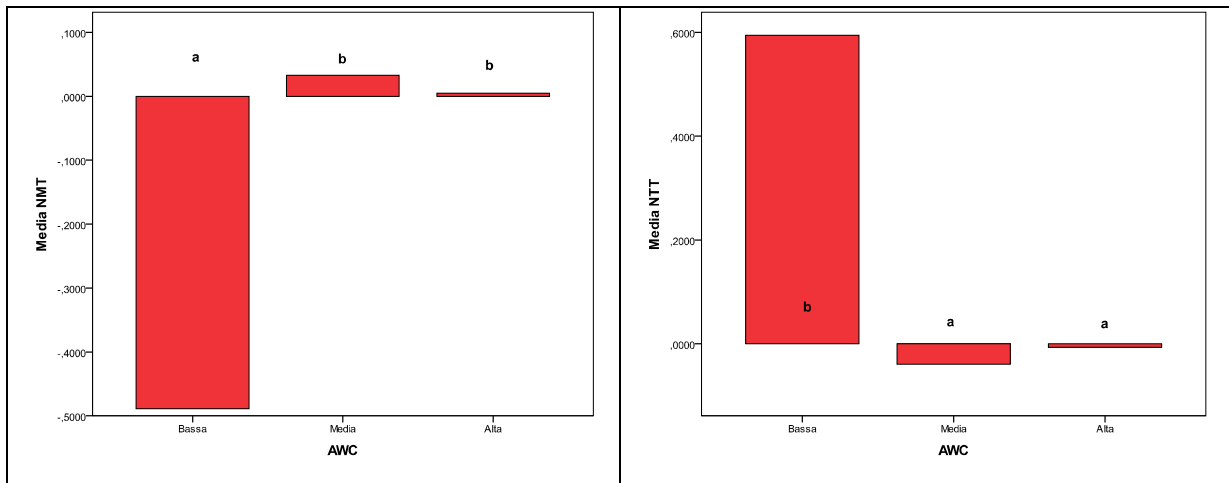 ,1000
,0000
-,1000
-,2000
-,3000
-,4000
-,5000
Media NMT
a
b
b
Bassa
Media
Alta
AWC
,6000
,4000
,2000
,0000
Media NTT
b
a
a
Bassa
Media
Alta
AWC